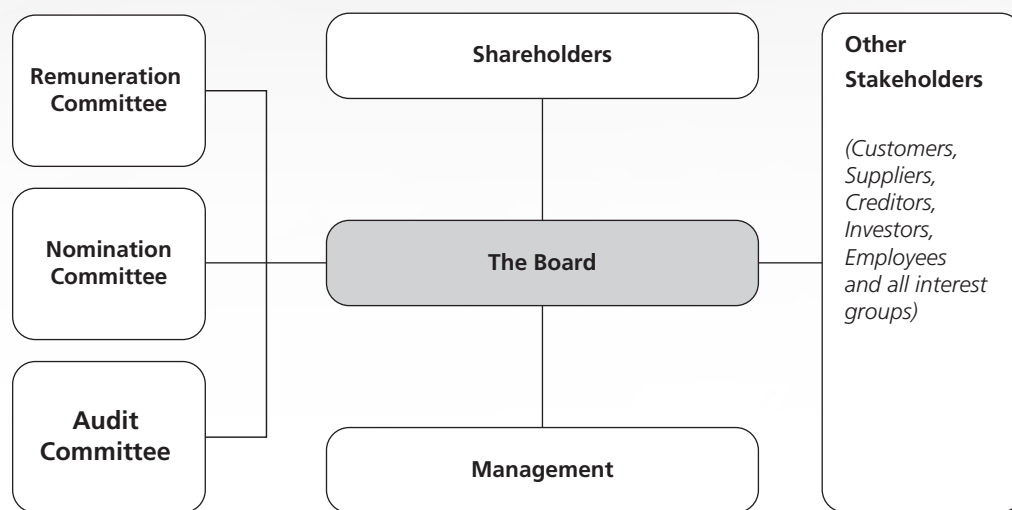 Remuneration
Committee
Nomination
Committee
Audit
Committee
Shareholders
The Board
Management
Other
Stakeholders
(Customers,
Suppliers,
Creditors,
Investors,
Employees
and all interest
groups)